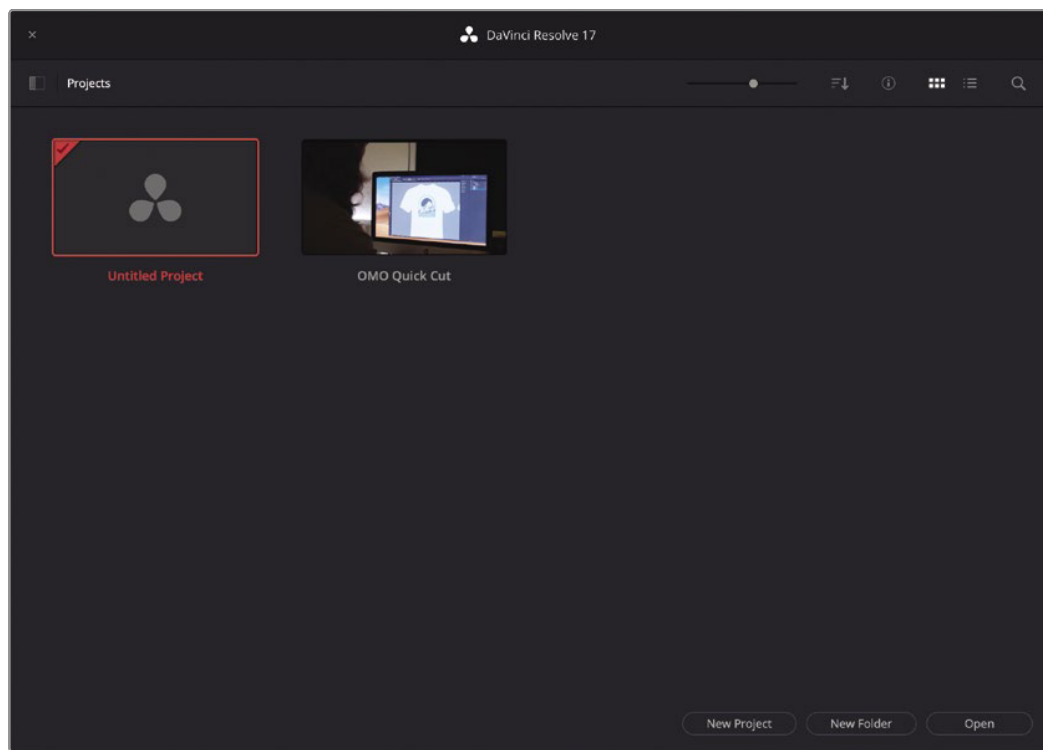 DaVinci Resolve 17
Projects
Untitled Project
OMO Quick Cut
New Project
New Folder
Open